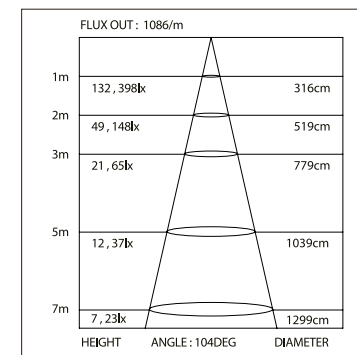 FLUX OUT : 1086/m
1m
132 , 398lx 316cm
2m
49 , 148lx 519cm
3m
21 , 65lx 779cm
5m
12 , 37lx 1039cm
7m
7 , 23lx 1299cm
HEIGHT ANGLE : 104DEG DIAMETER